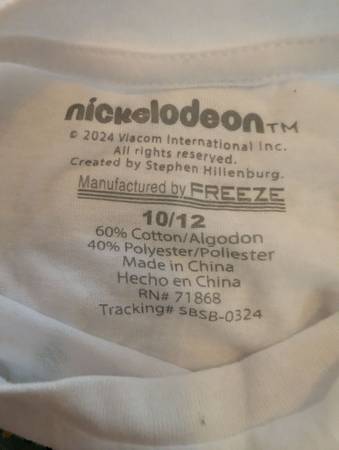 nickelodeon™
© 2024 Viacom International Inc.
All rights reserved.
Created by Stephen Hillenburg.
Manufactured by FREEZE
10/12
60% Cotton/Algodon
40% Polyester/Poliester
Made in China
Hecho en China
RN# 71868
Tracking# SBSB-0324